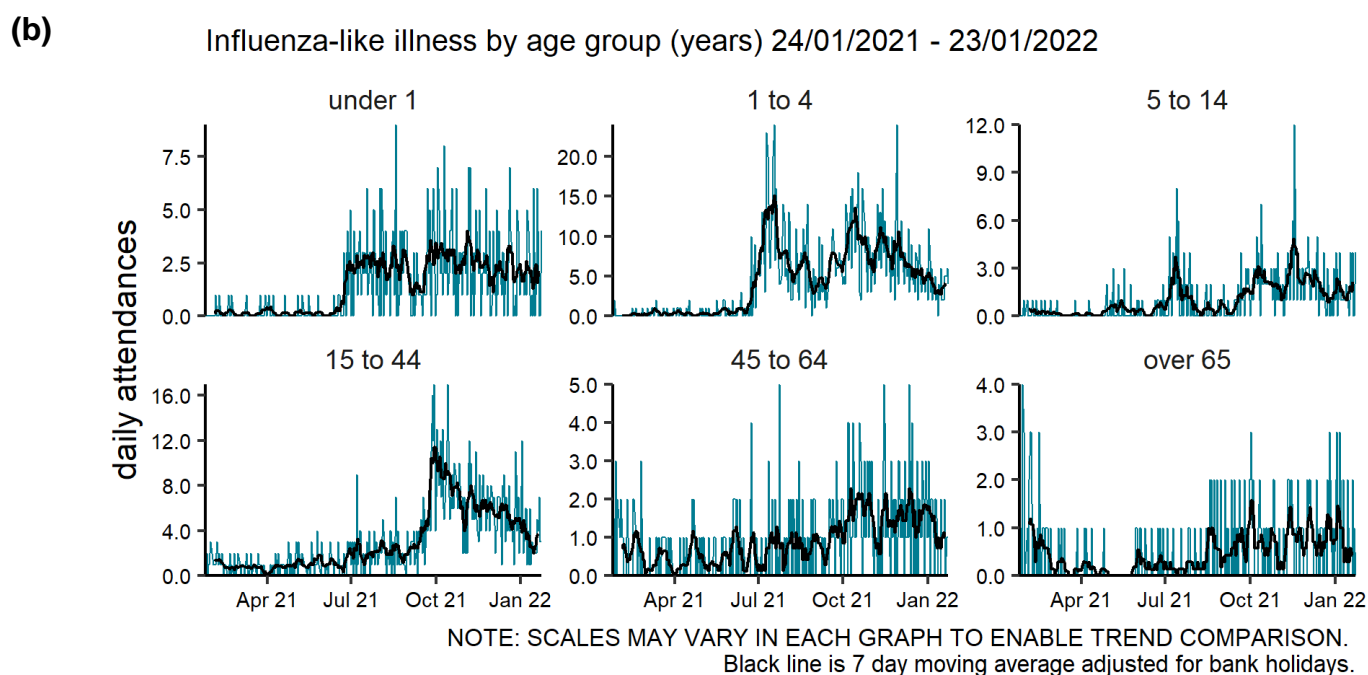 (b)
Influenza-like illness by age group (years) 24/01/2021 - 23/01/2022
under 1
1 to 4
5 to 14
7.5
5.0
2.5
0.0
20.0
15.0
10.0
5.0
0.0
12.0
9.0
6.0
3.0
0.0
daily attendances
15 to 44
45 to 64
over 65
16.0
12.0
8.0
4.0
0.0
5.0
4.0
3.0
2.0
1.0
0.0
4.0
3.0
2.0
1.0
0.0
Apr 21 Jul 21 Oct 21 Jan 22
Apr 21 Jul 21 Oct 21 Jan 22
Apr 21 Jul 21 Oct 21 Jan 22
NOTE: SCALES MAY VARY IN EACH GRAPH TO ENABLE TREND COMPARISON.
Black line is 7 day moving average adjusted for bank holidays.